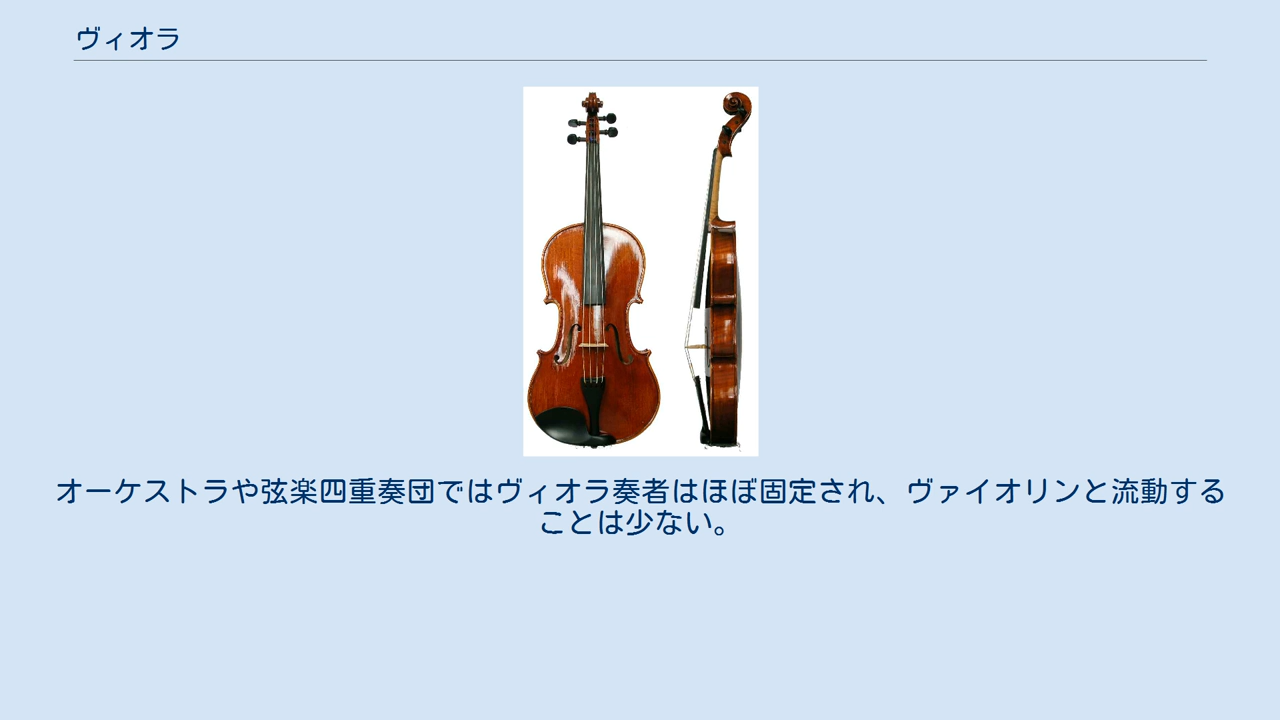 ヴィオラ
オーケストラや弦楽四重奏団ではヴィオラ奏者はほぼ固定され、ヴァイオリンと流動する
ことは少ない。